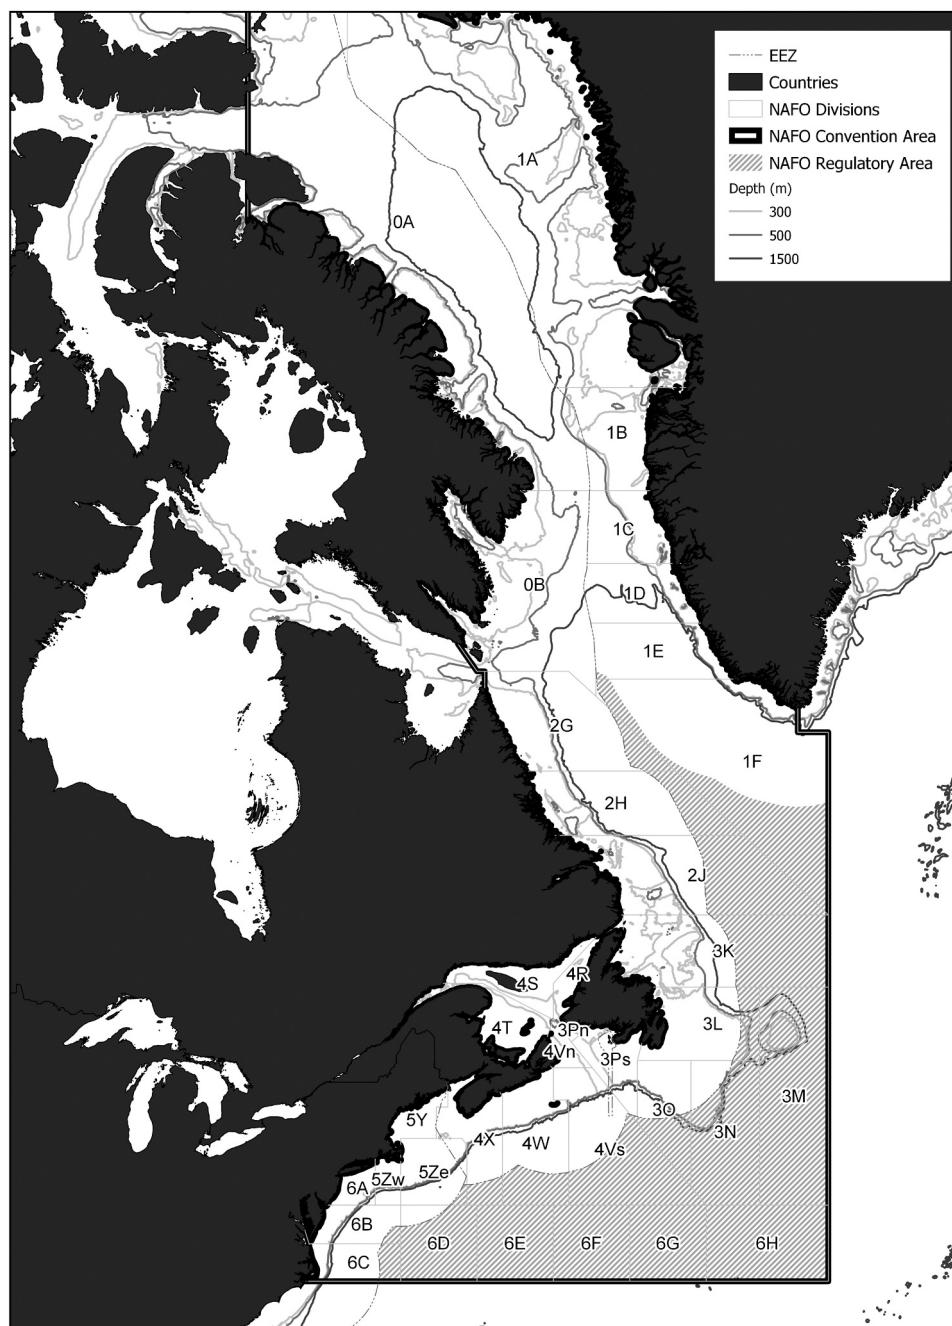 EEZ
Countries
NAFO Divisions
NAFO Convention Area
NAFO Regulatory Area
Depth (m)
300
500
1500
1A
0A
1B
1C
0B
1D
1E
2G
1F
2H
2J
3K
4R
4S
4T
3Pn
3L
4Vn
3Ps
3M
3O
5Y
3N
4X
4W
4Vs
5Ze
5Zw
6A
6B
6D
6E
6F
6G
6H
6C